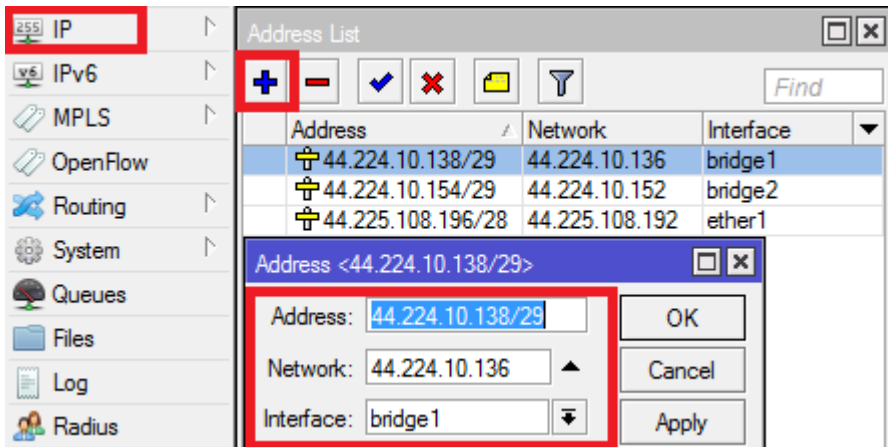 255 IP
v6 IPv6
MPLS
OpenFlow
Routing
System
Queues
Files
Log
Radius
Address List
Find
Address Network Interface
44.224.10.138/29 44.224.10.136 bridge1
44.224.10.154/29 44.224.10.152 bridge2
44.225.108.196/28 44.225.108.192 ether1
Address <44.224.10.138/29>
Address: 44.224.10.138/29 OK
Network: 44.224.10.136 Cancel
Interface: bridge1 Apply